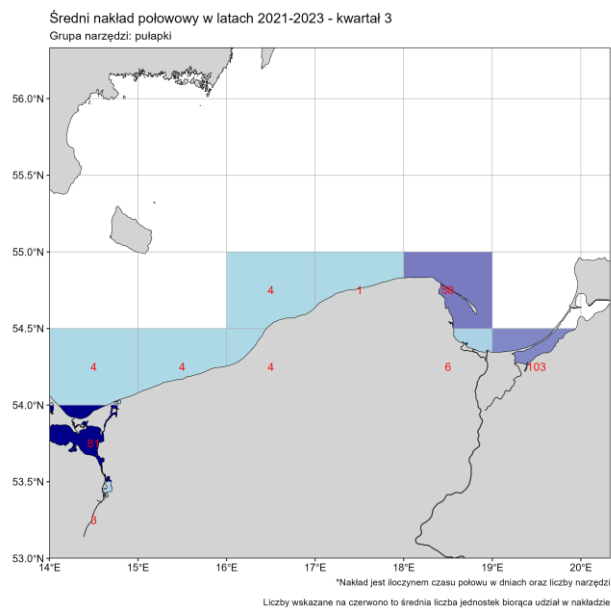 Średni nakład połowowy w latach 2021-2023 - kwartał 3
Grupa narzędzi: pułapki
56.0°N
55.5°N
55.0°N
4
1
54.5°N
4
4
4
6
103
54.0°N
81
53.5°N
3
53.0°N
14°E
15°E
16°E
17°E
18°E
19°E
20°E
*Nakład jest iloczynem czasu połowu w dniach oraz liczby narzędzi
Liczby wskazane na czerwono to średnia liczba jednostek biorąca udział w nakładzie